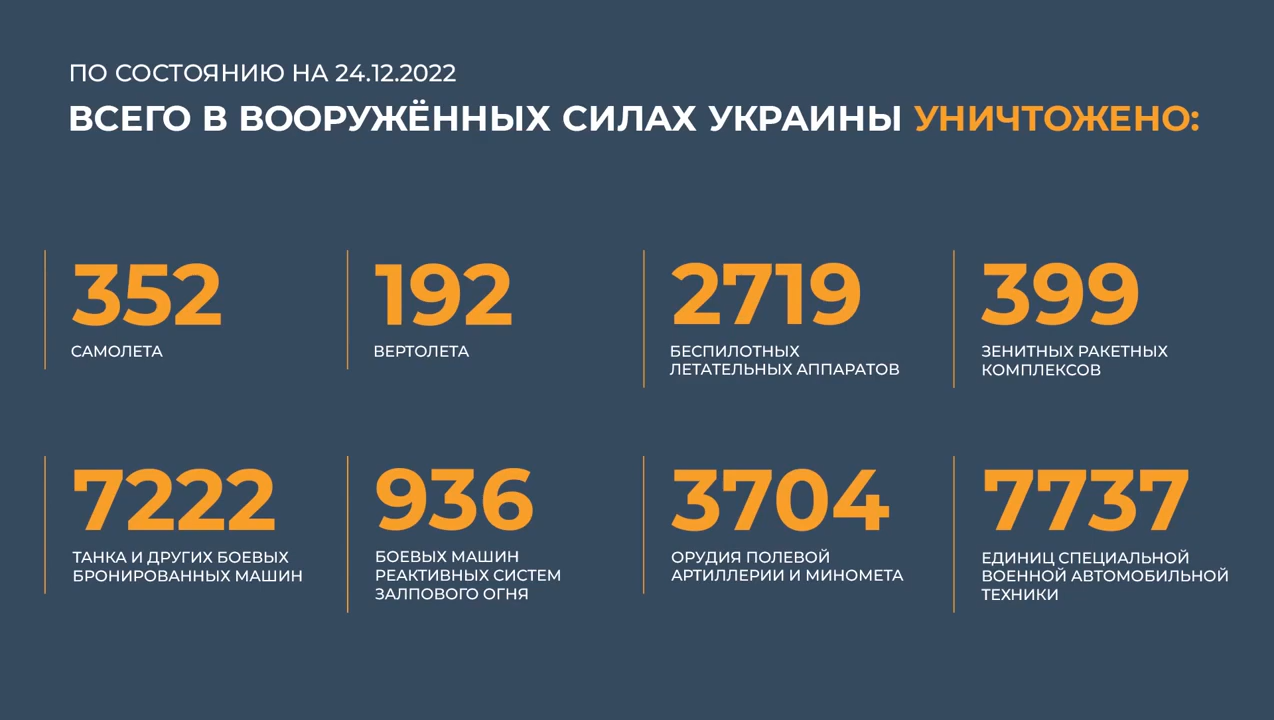 ПО СОСТОЯНИЮ НА 24.12.2022
ВСЕГО В ВООРУЖЁННЫХ СИЛАХ УКРАИНЫ УНИЧТОЖЕНО:
352
САМОЛЕТА
192
ВЕРТОЛЕТА
2719
БЕСПИЛОТНЫХ
ЛЕТАТЕЛЬНЫХ АППАРАТОВ
399
ЗЕНИТНЫХ РАКЕТНЫХ
КОМПЛЕКСОВ
7222
ТАНКА И ДРУГИХ БОЕВЫХ
БРОНИРОВАННЫХ МАШИН
936
БОЕВЫХ МАШИН
РЕАКТИВНЫХ СИСТЕМ
ЗАЛПОВОГО ОГНЯ
3704
ОРУДИЯ ПОЛЕВОЙ
АРТИЛЛЕРИИ И МИНОМЕТА
7737
ЕДИНИЦ СПЕЦИАЛЬНОЙ
ВОЕННОЙ АВТОМОБИЛЬНОЙ
ТЕХНИКИ